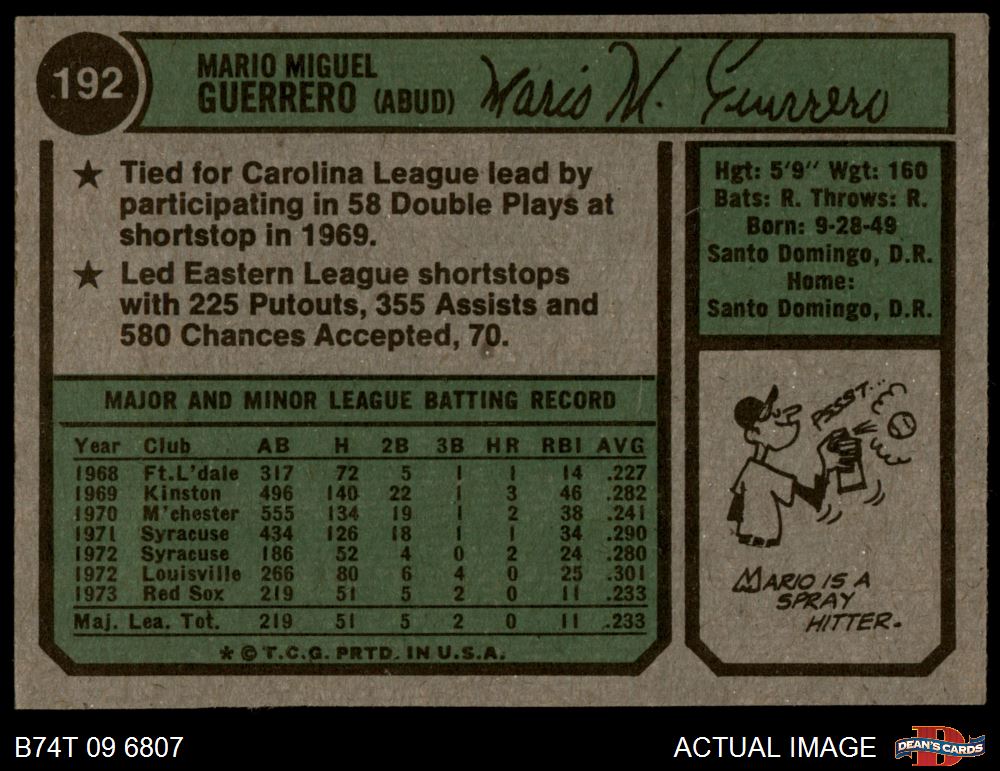 192
MARIO MIGUEL
GUERRERO (ABUD)
Mario M. Guerrero
★ Tied for Carolina League lead by
participating in 58 Double Plays at
shortstop in 1969.
★ Led Eastern League shortstops
with 225 Putouts, 355 Assists and
580 Chances Accepted, 70.
Hgt: 5'9" Wgt: 160
Bats: R. Throws: R.
Born: 9-28-49
Santo Domingo, D.R.
Home:
Santo Domingo, D.R.
MAJOR AND MINOR LEAGUE BATTING RECORD
Year Club AB H 2B 3B HR RBI AVG
1968 Ft.L'dale 317 72 5 1 1 14 .227
1969 Kinston 496 140 22 1 3 46 .282
1970 M'chester 555 134 19 1 2 38 .241
1971 Syracuse 434 126 18 1 1 34 .290
1972 Syracuse 186 52 4 0 2 24 .280
1972 Louisville 266 80 6 4 0 25 .301
1973 Red Sox 219 51 5 2 0 11 .233
Maj. Lea. Tot. 219 51 5 2 0 11 .233
* © T.C.G. PRTD. IN U.S.A.
PSSST...
MARIO IS A
SPRAY
HITTER.
B74T 09 6807
ACTUAL IMAGE
DEAN'S CARDS